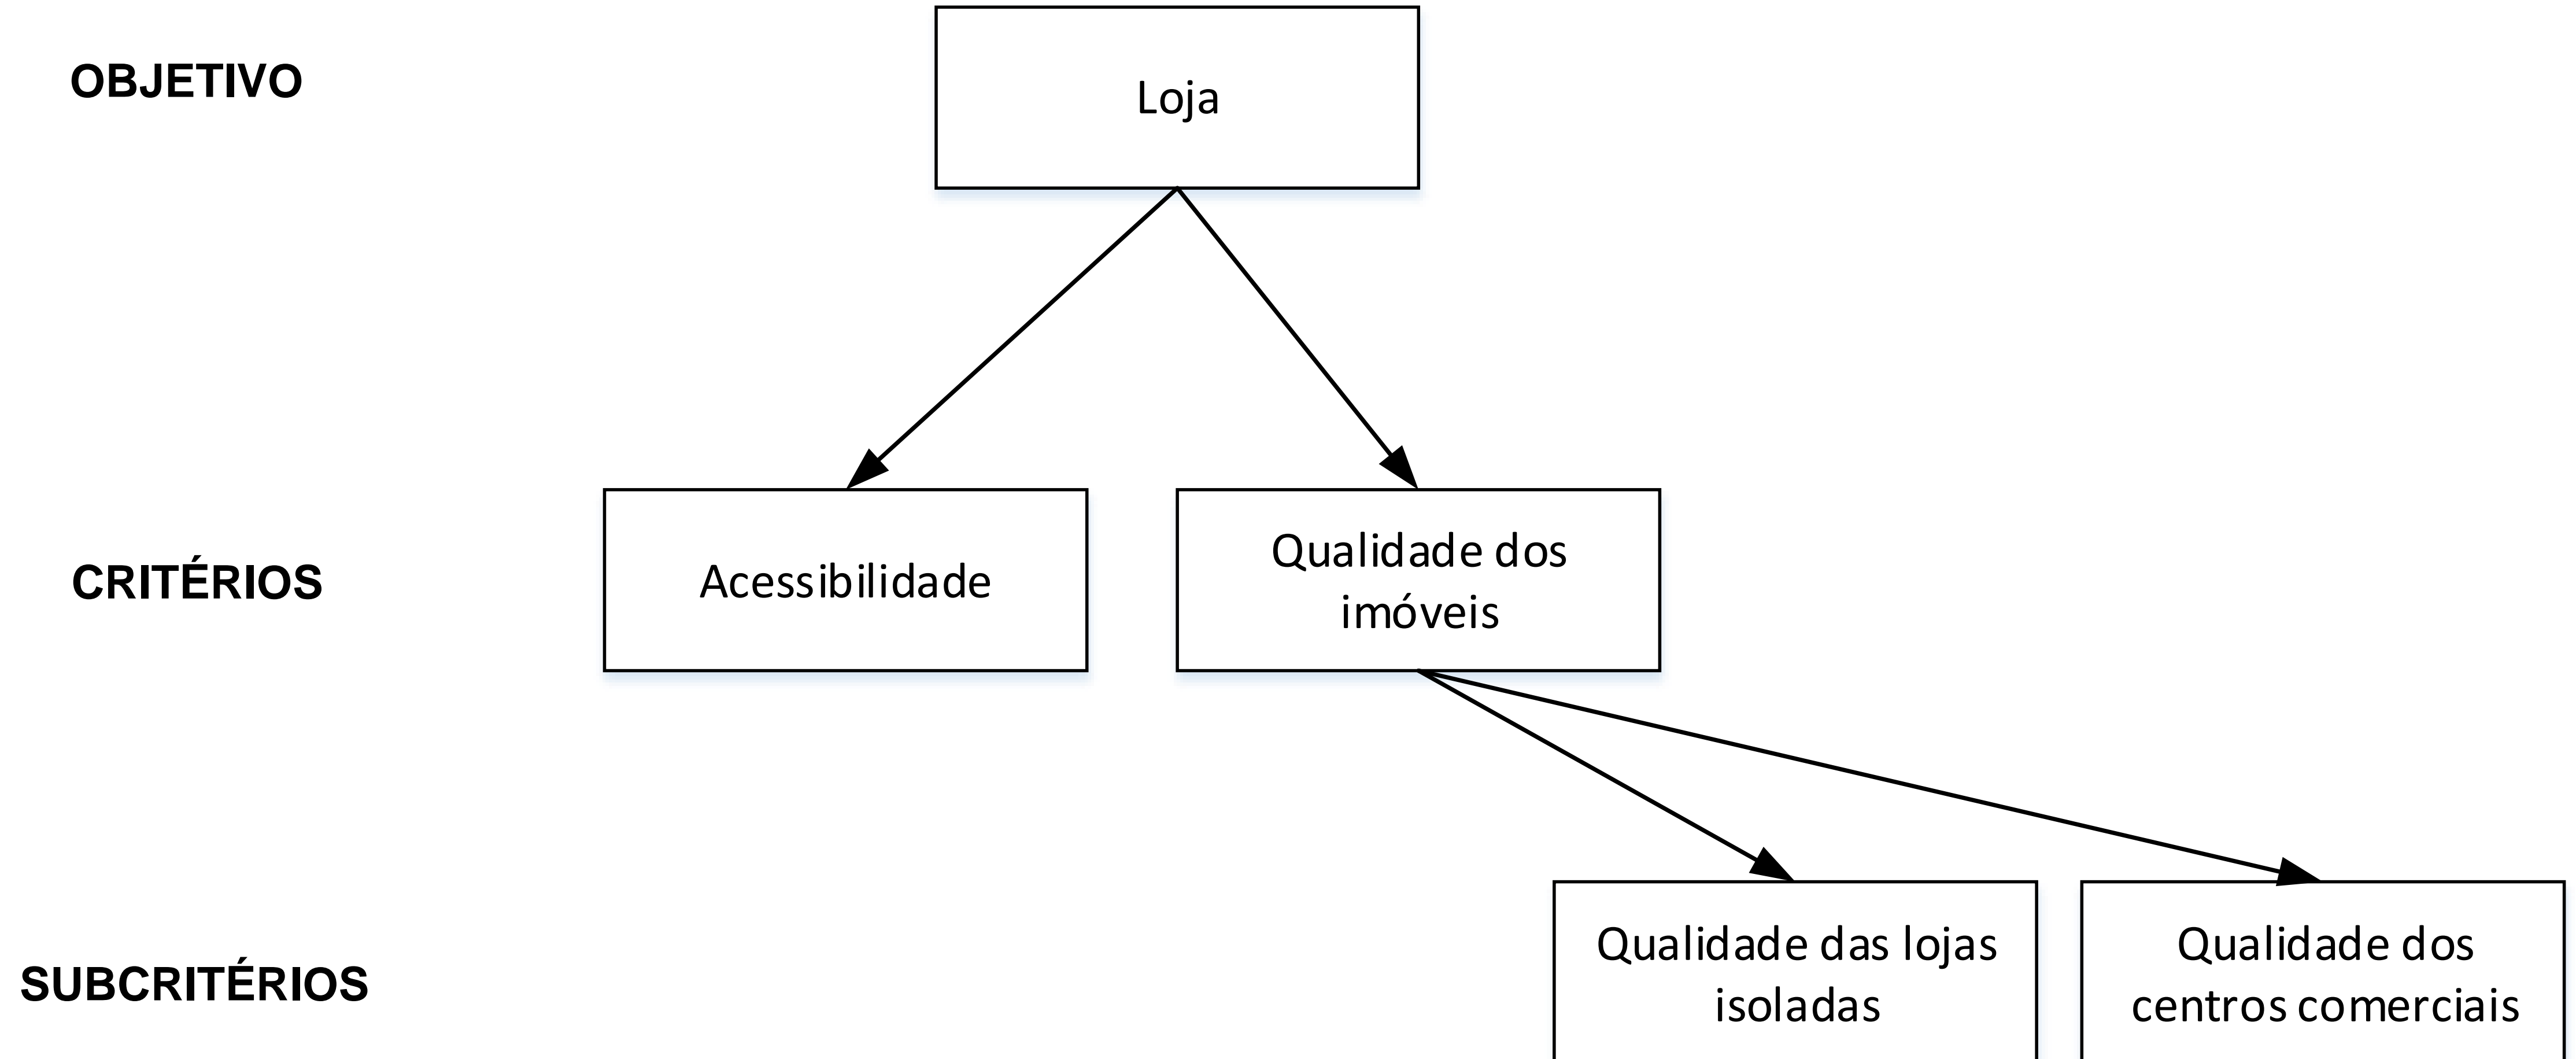 OBJETIVO
Loja
CRITÉRIOS
Acessibilidade
Qualidade dos
imóveis
SUBCRITÉRIOS
Qualidade das lojas
isoladas
Qualidade dos
centros comerciais